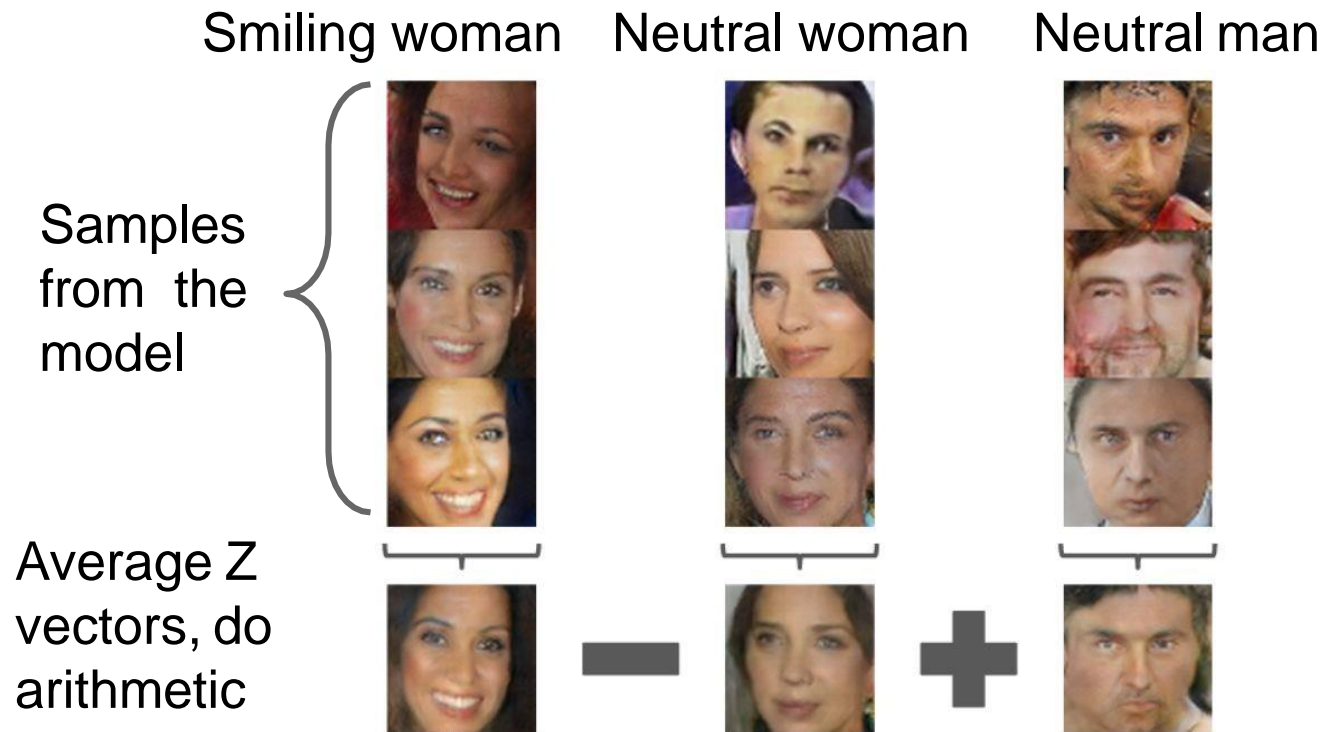 Smiling woman Neutral woman Neutral man
Samples
from the
model
Average Z
vectors, do
arithmetic